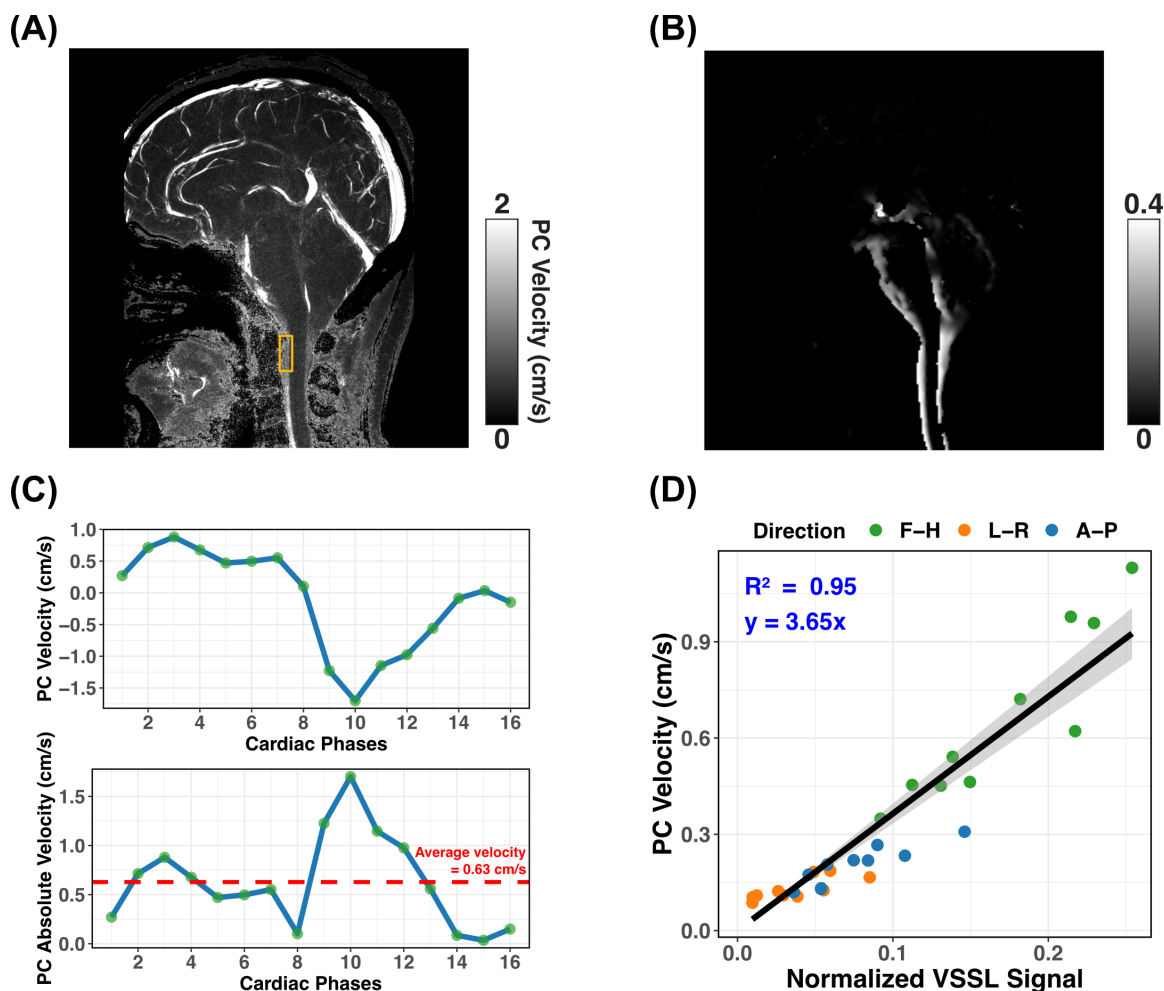 (A)
2
PC Velocity (cm/s)
0
(B)
0.4
0
(C)
PC Velocity (cm/s)
1.0
0.5
0.0
−0.5
−1.0
−1.5
2 4 6 8 10 12 14 16
Cardiac Phases
PC Absolute Velocity (cm/s)
1.5
1.0
0.5
0.0
Average velocity
= 0.63 cm/s
2 4 6 8 10 12 14 16
Cardiac Phases
(D)
Direction F−H L−R A−P
R² = 0.95
y = 3.65x
PC Velocity (cm/s)
0.9
0.6
0.3
0.0
0.0 0.1 0.2
Normalized VSSL Signal